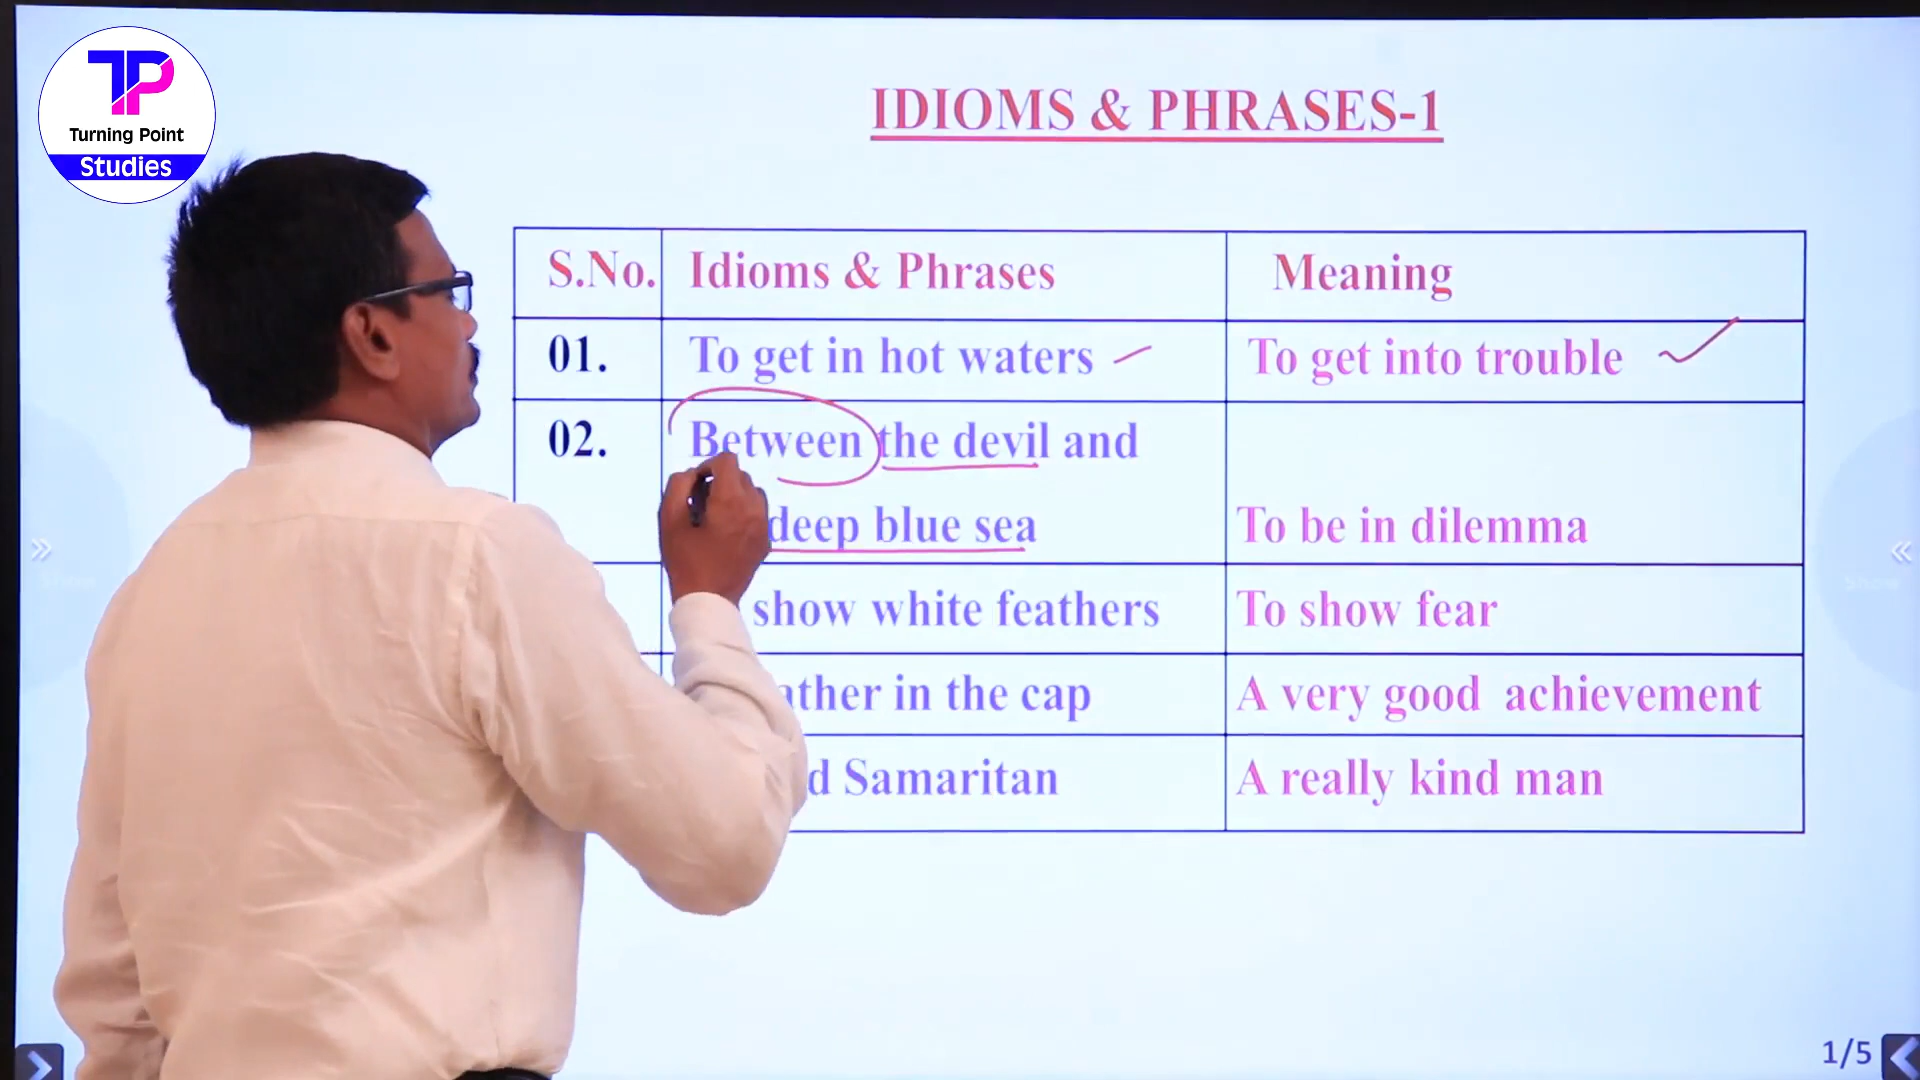 TP
Turning Point
Studies
IDIOMS & PHRASES-1
S.No. Idioms & Phrases Meaning
01. To get in hot waters To get into trouble
02. Between the devil and
deep blue sea To be in dilemma
show white feathers To show fear
in the cap A very good achievement
Samaritan A really kind man
1/5